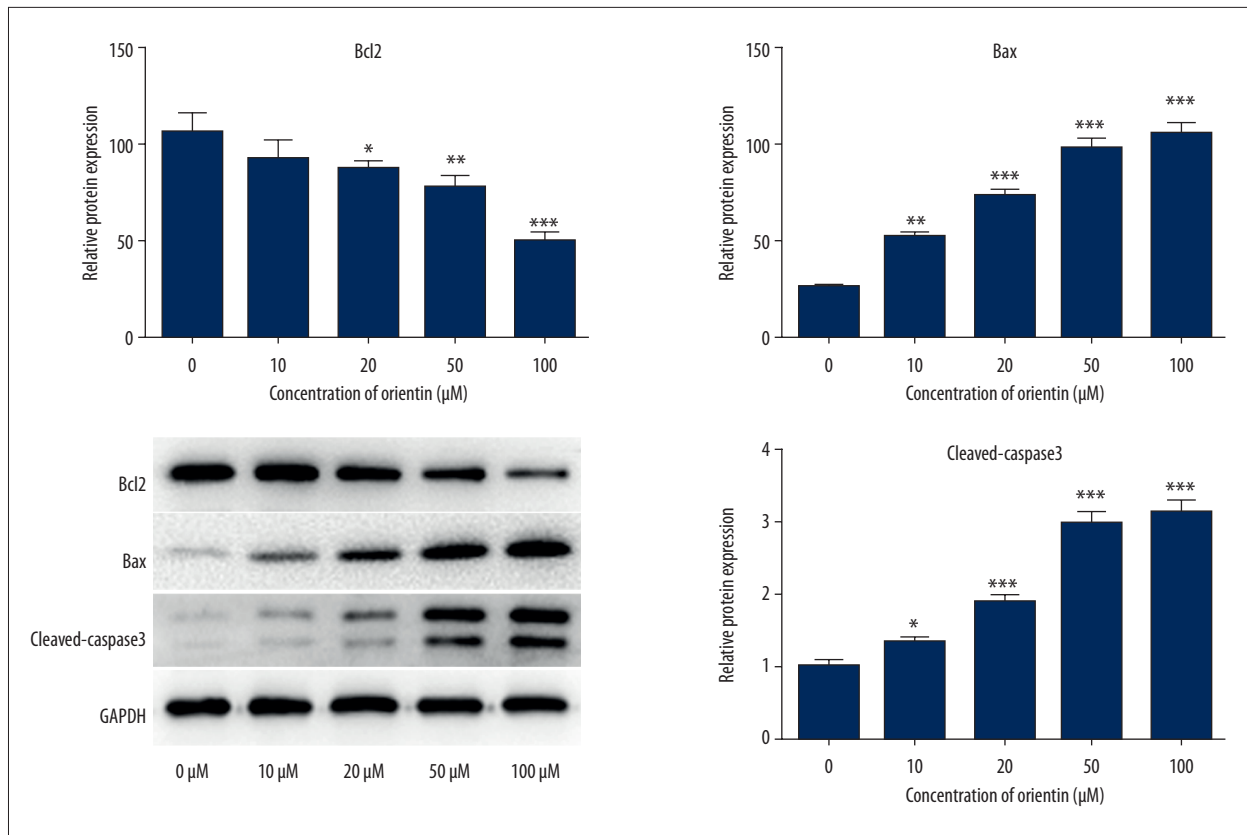 Bcl2
150
100
50
0
Relative protein expression
*
**
***
0 10 20 50 100
Concentration of orientin (µM)
Bax
150
100
50
0
Relative protein expression
**
***
***
***
0 10 20 50 100
Concentration of orientin (µM)
Bcl2
Bax
Cleaved-caspase3
GAPDH
0 µM 10 µM 20 µM 50 µM 100 µM
Cleaved-caspase3
4
3
2
1
0
Relative protein expression
*
***
***
***
0 10 20 50 100
Concentration of orientin (µM)